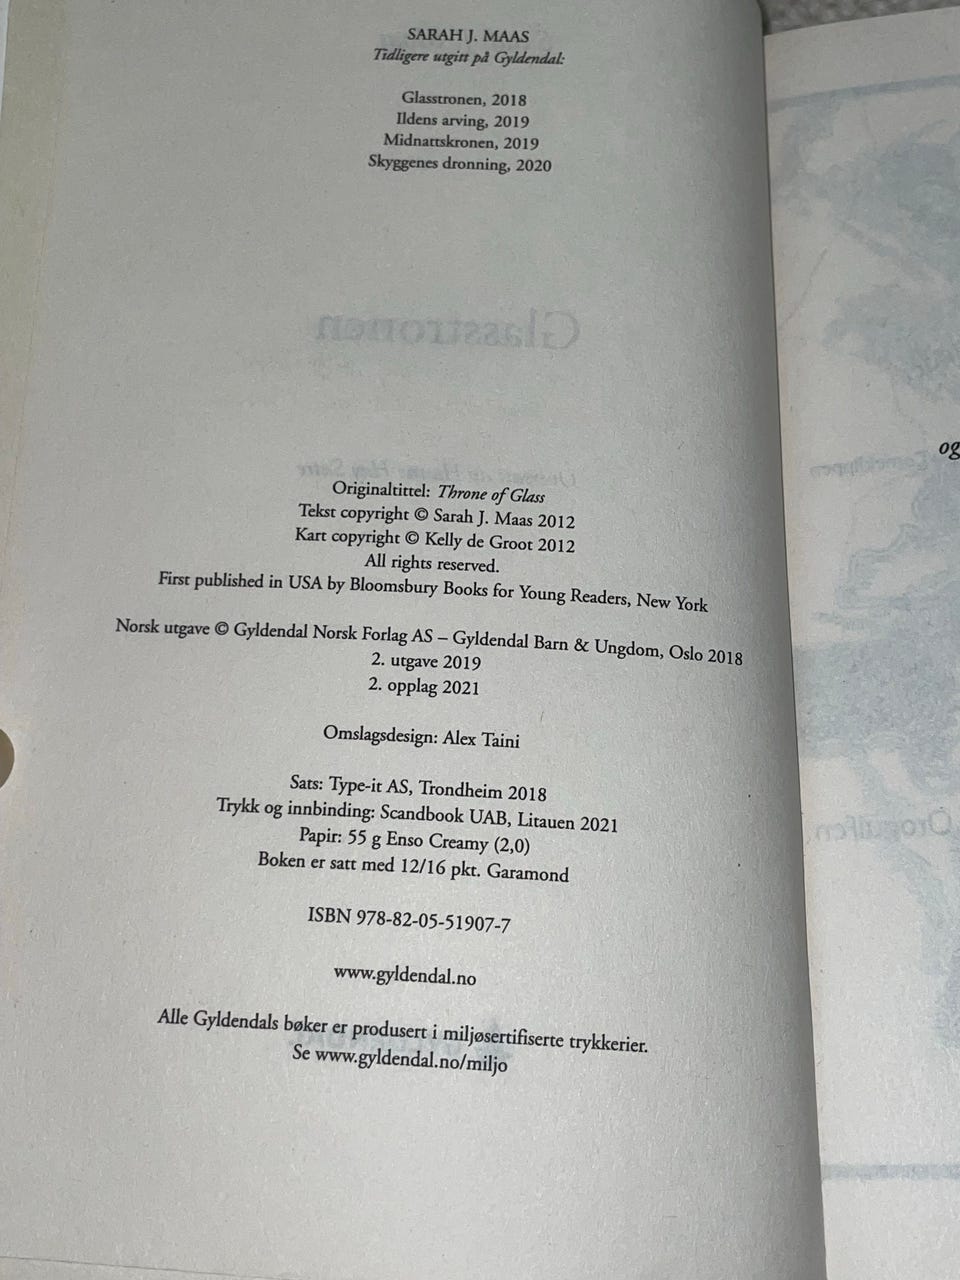 SARAH J. MAAS
Tidligere utgitt på Gyldendal:
Glasstronen, 2018
Ildens arving, 2019
Midnattskronen, 2019
Skyggenes dronning, 2020
Glasstronen
Originaltittel: Throne of Glass
Tekst copyright © Sarah J. Maas 2012
Kart copyright © Kelly de Groot 2012
All rights reserved.
First published in USA by Bloomsbury Books for Young Readers, New York
Norsk utgave © Gyldendal Norsk Forlag AS – Gyldendal Barn & Ungdom, Oslo 2018
2. utgave 2019
2. opplag 2021
Omslagsdesign: Alex Taini
Sats: Type-it AS, Trondheim 2018
Trykk og innbinding: Scandbook UAB, Litauen 2021
Papir: 55 g Enso Creamy (2,0)
Boken er satt med 12/16 pkt. Garamond
ISBN 978-82-05-51907-7
www.gyldendal.no
Alle Gyldendals bøker er produsert i miljøsertifiserte trykkerier.
Se www.gyldendal.no/miljo
og